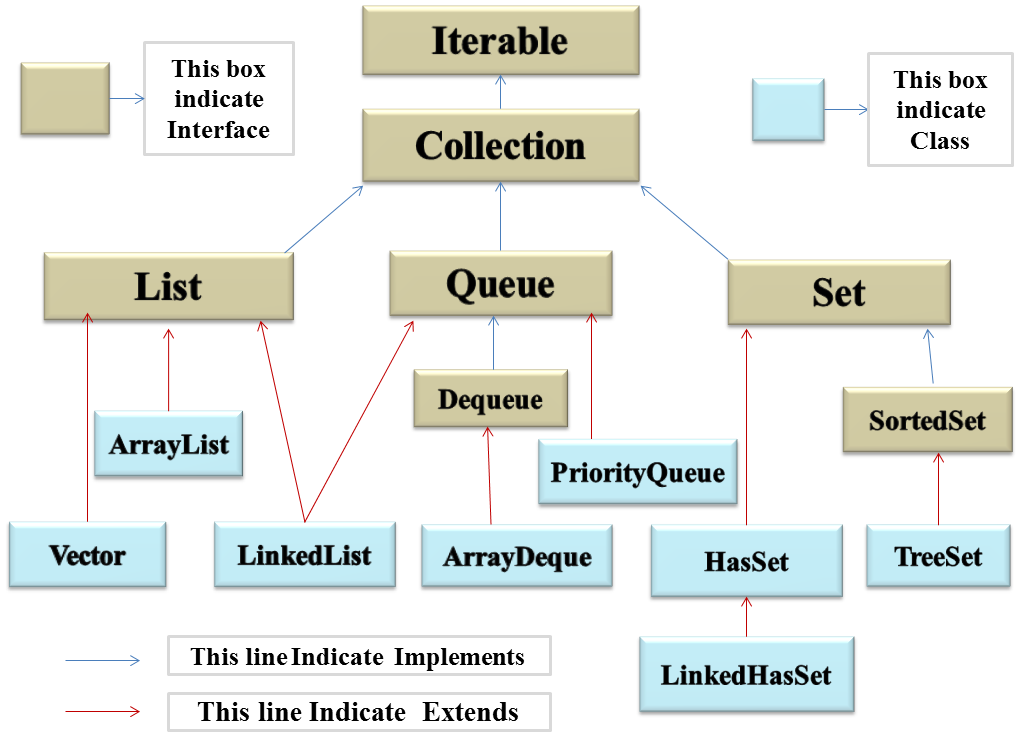 Iterable
This box
indicate
Interface
This box
indicate
Class
Collection
List
Queue
Set
Dequeue
SortedSet
ArrayList
PriorityQueue
Vector
LinkedList
ArrayDeque
HasSet
TreeSet
This line Indicate Implements
LinkedHasSet
This line Indicate Extends